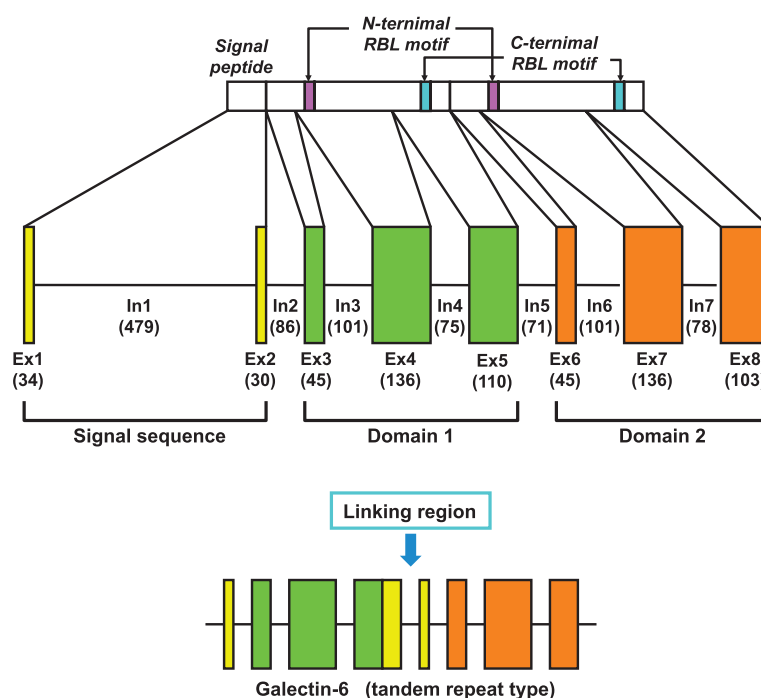 N-ternimal
RBL motif
Signal
peptide
C-ternimal
RBL motif
In1
(479)
In2
(86)
In3
(101)
In4
(75)
In5
(71)
In6
(101)
In7
(78)
Ex1
(34)
Ex2
(30)
Ex3
(45)
Ex4
(136)
Ex5
(110)
Ex6
(45)
Ex7
(136)
Ex8
(103)
Signal sequence
Domain 1
Domain 2
Linking region
Galectin-6 (tandem repeat type)